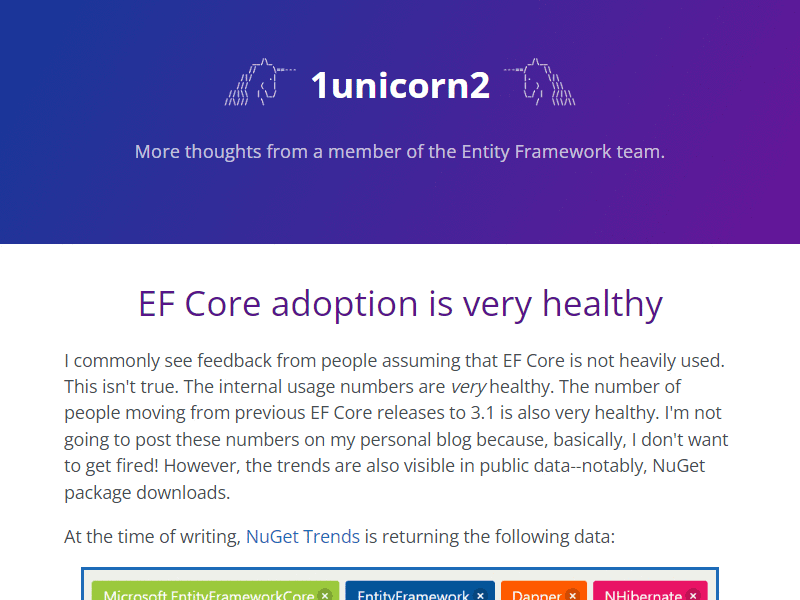 1unicorn2
More thoughts from a member of the Entity Framework team.
EF Core adoption is very healthy
I commonly see feedback from people assuming that EF Core is not heavily used.
This isn't true. The internal usage numbers are very healthy. The number of
people moving from previous EF Core releases to 3.1 is also very healthy. I'm not
going to post these numbers on my personal blog because, basically, I don't want
to get fired! However, the trends are also visible in public data--notably, NuGet
package downloads.
At the time of writing, NuGet Trends is returning the following data:
Microsoft.EntityFrameworkCore × EntityFramework × Dapper × NHibernate ×